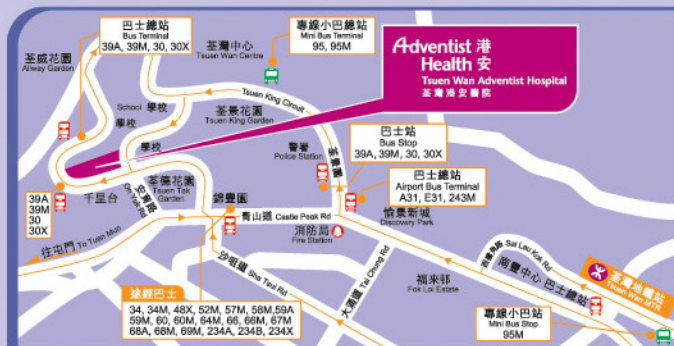 巴士總站
Bus Terminal
39A, 39M, 30, 30X
專線小巴總站
Mini Bus Terminal
95, 95M
荃威花園
Allway Garden
荃灣中心
Tsuen Wan Centre
Adventist 港
Health 安
Tsuen Wan Adventist Hospital
荃灣港安醫院
Tsuen King Circuit
School 學校
學校
學校
荃景花園
Tsuen King Garden
警署
Police Station
荃景圍
巴士站
Bus Stop
39A, 39M, 30, 30X
巴士總站
Airport Bus Terminal
A31, E31, 243M
39A
39M
30
30X
千里台
安育路
On Yuk Rd
荃德花園
Tsuen Tak
Garden
錦豐園
青山道 Castle Peak Rd
愉景新城
Discovery Park
消防局
Fire Station
往屯門 To Tuen Mun
沙咀道 Sha Tsui Rd
大涌道 Tai Chung Rd
福來邨
Fok Loi Estate
西樓角路
Sai Lau Kok Rd
南豐中心 巴士總站
荃灣地鐵站
Tsuen Wan MTR
途經巴士
34, 34M, 48X, 52M, 57M, 58M,59A
59M, 60, 60M, 64M, 66, 66M, 67M
68A, 68M, 69M, 234A, 234B, 234X
專線小巴站
Mini Bus Stop
95M